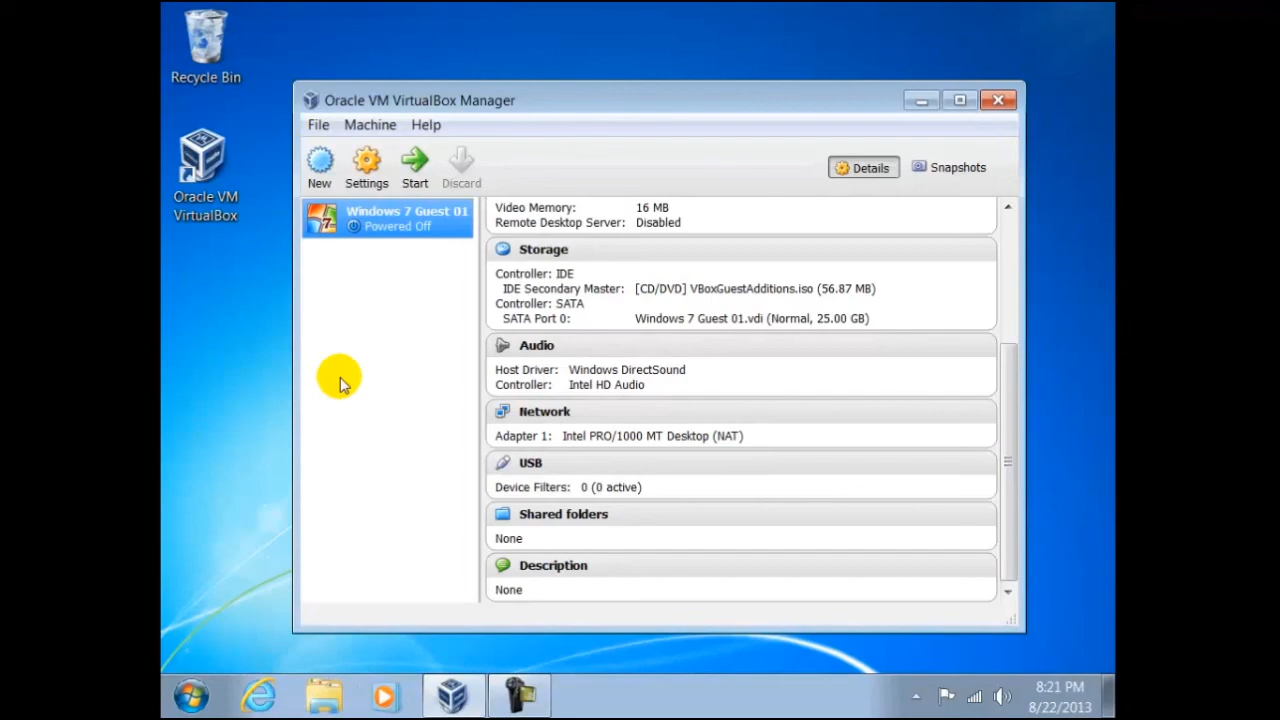 Recycle Bin
Oracle VM
VirtualBox
Oracle VM VirtualBox Manager
File Machine Help
New Settings Start Discard
Details Snapshots
Windows 7 Guest 01
Powered Off
Video Memory: 16 MB
Remote Desktop Server: Disabled
Storage
Controller: IDE
IDE Secondary Master: [CD/DVD] VBoxGuestAdditions.iso (56.87 MB)
Controller: SATA
SATA Port 0: Windows 7 Guest 01.vdi (Normal, 25.00 GB)
Audio
Host Driver: Windows DirectSound
Controller: Intel HD Audio
Network
Adapter 1: Intel PRO/1000 MT Desktop (NAT)
USB
Device Filters: 0 (0 active)
Shared folders
None
Description
None
8:21 PM
8/22/2013